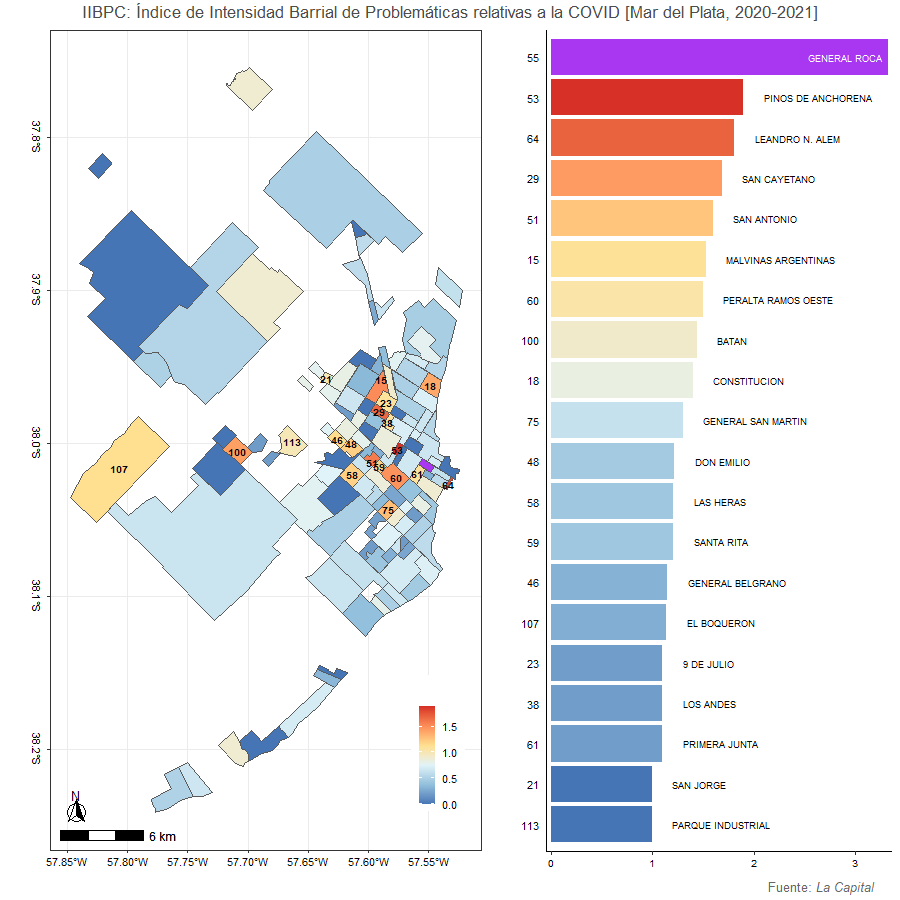 IIBPC: Índice de Intensidad Barrial de Problemáticas relativas a la COVID [Mar del Plata, 2020-2021]
37.8°S
37.9°S
38.0°S
38.1°S
38.2°S
57.85°W 57.80°W 57.75°W 57.70°W 57.65°W 57.60°W 57.55°W
21
15
18
23
29
38
46
48
113
53
100
51
59
107
58
60
61
64
75
1.5
1.0
0.5
0.0
N
6 km
55 GENERAL ROCA
53 PINOS DE ANCHORENA
64 LEANDRO N. ALEM
29 SAN CAYETANO
51 SAN ANTONIO
15 MALVINAS ARGENTINAS
60 PERALTA RAMOS OESTE
100 BATAN
18 CONSTITUCION
75 GENERAL SAN MARTIN
48 DON EMILIO
58 LAS HERAS
59 SANTA RITA
46 GENERAL BELGRANO
107 EL BOQUERON
23 9 DE JULIO
38 LOS ANDES
61 PRIMERA JUNTA
21 SAN JORGE
113 PARQUE INDUSTRIAL
0 1 2 3
Fuente: La Capital